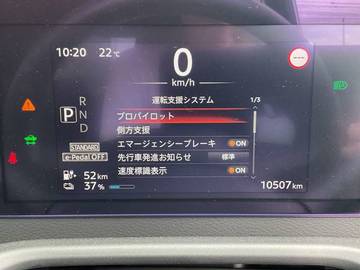 10:20 22℃
0
km/h
運転支援システム 1/3
プロパイロット
側方支援
エマージェンシーブレーキ ON
先行車発進お知らせ 標準
速度標識表示 ON
P
R
N
D
STANDARD
e-Pedal OFF
52km
37%
10507km
---